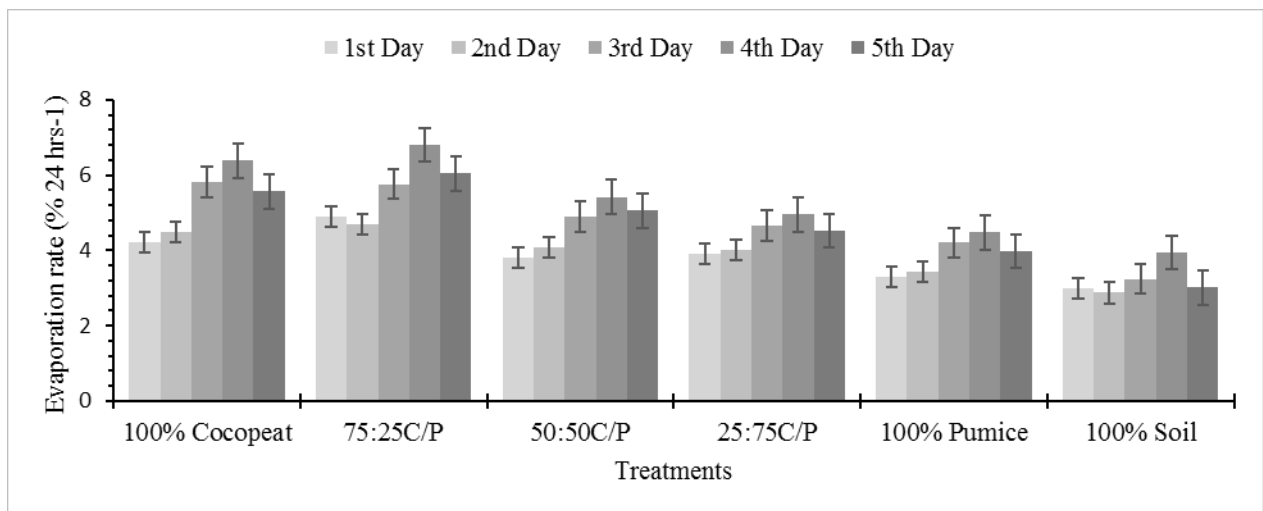 1st Day 2nd Day 3rd Day 4th Day 5th Day
Evaporation rate (% 24 hrs-1)
8
6
4
2
0
100% Cocopeat 75:25C/P 50:50C/P 25:75C/P 100% Pumice 100% Soil
Treatments